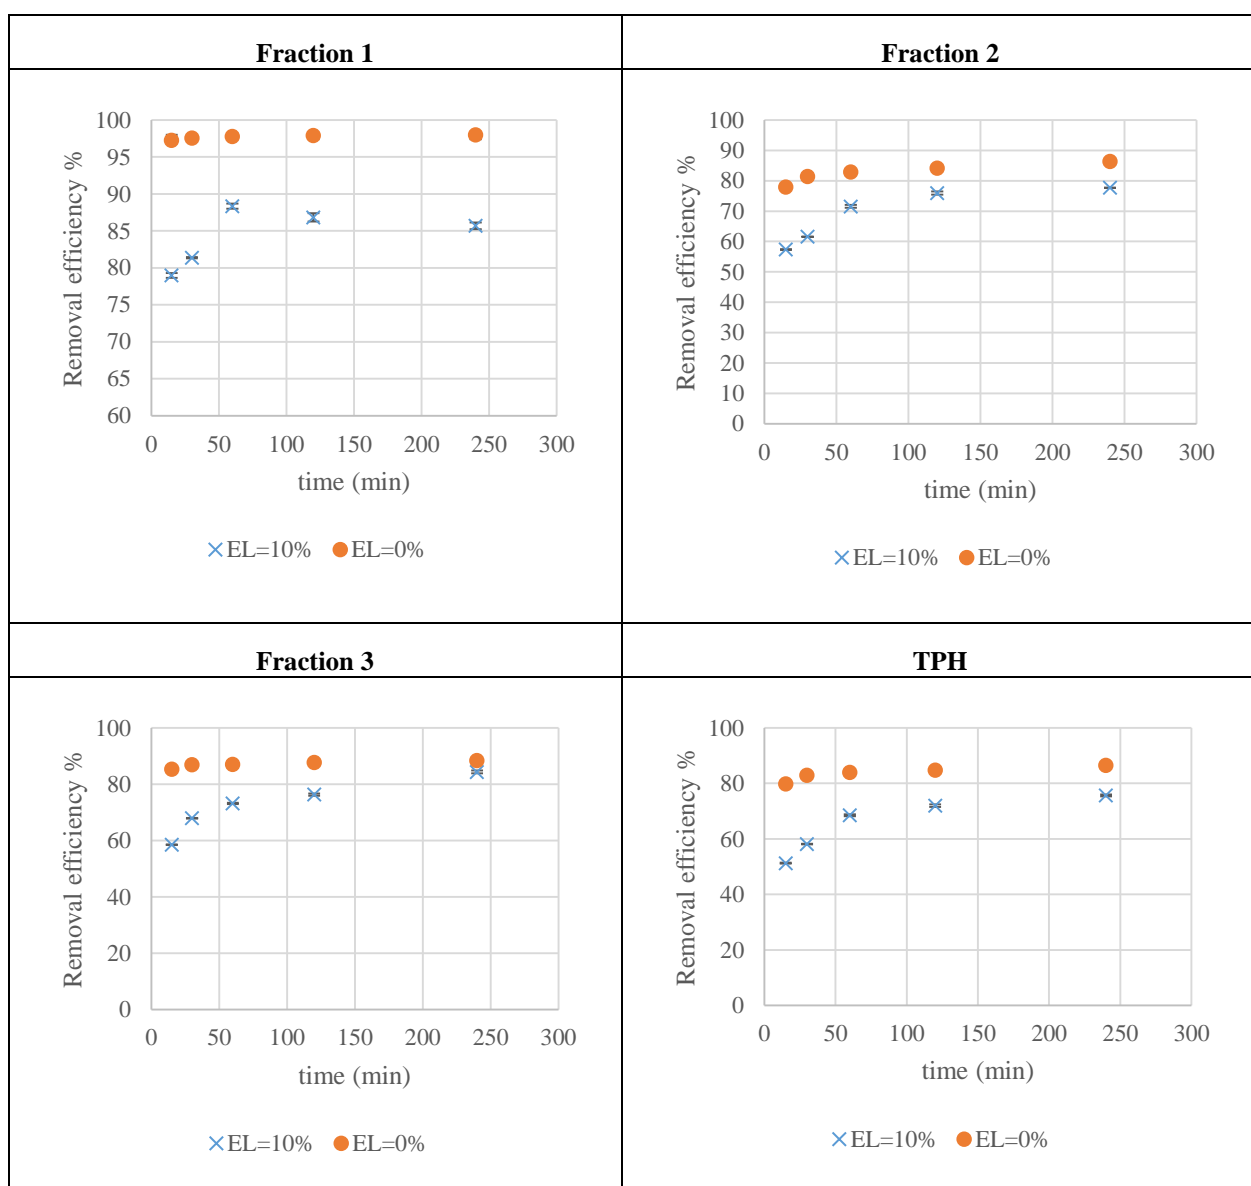 Fraction 1
Removal efficiency %
100
95
90
85
80
75
70
65
60
0 50 100 150 200 250 300
time (min)
EL=10% EL=0%
Fraction 2
Removal efficiency %
100
90
80
70
60
50
40
30
20
10
0
0 50 100 150 200 250 300
time (min)
EL=10% EL=0%
Fraction 3
Removal efficiency %
100
80
60
40
20
0
0 50 100 150 200 250 300
time (min)
EL=10% EL=0%
TPH
Removal efficiency %
100
80
60
40
20
0
0 50 100 150 200 250 300
time (min)
EL=10% EL=0%